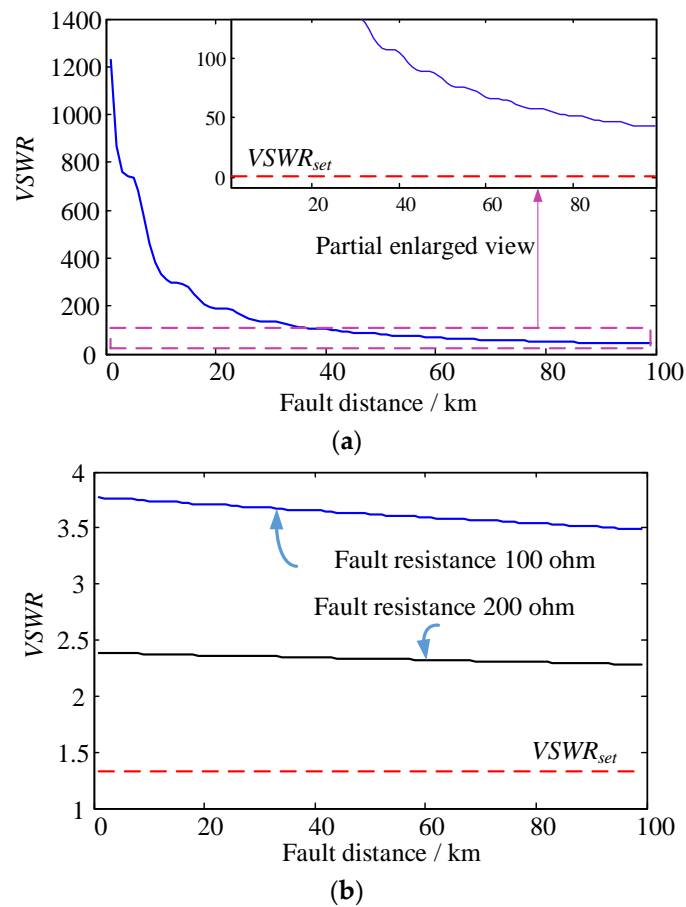 1400
1200
1000
800
600
400
200
0
VSWR
100
50
0
VSWRset
20 40 60 80
Partial enlarged view
0 20 40 60 80 100
Fault distance / km
(a)
4
3.5
3
2.5
2
1.5
1
VSWR
Fault resistance 100 ohm
Fault resistance 200 ohm
VSWRset
0 20 40 60 80 100
Fault distance / km
(b)